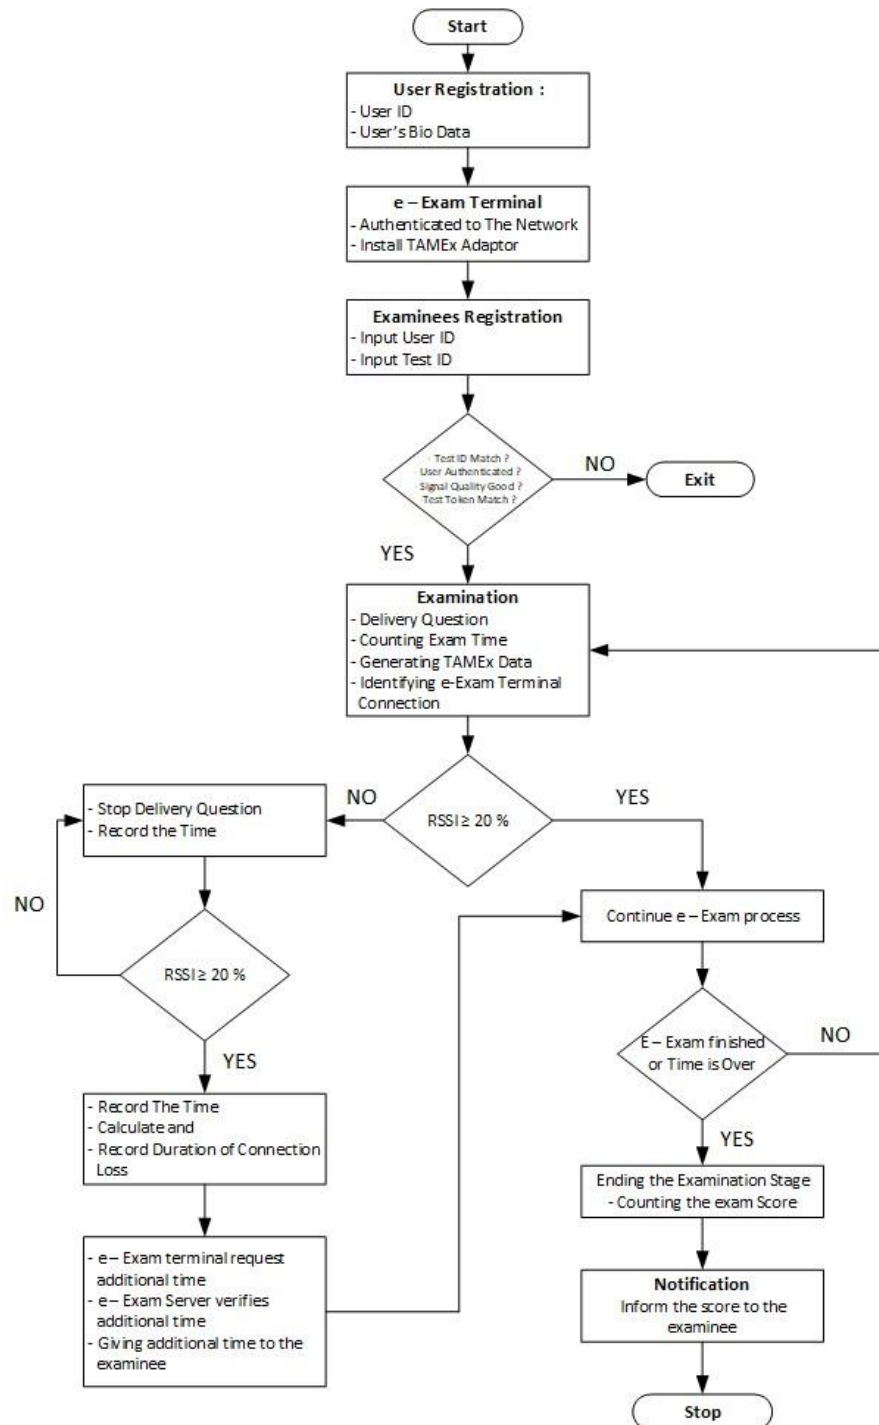 Start
User Registration :
- User ID
- User's Bio Data
e – Exam Terminal
- Authenticated to The Network
- Install TAMEx Adaptor
Examinees Registration
- Input User ID
- Input Test ID
- Test ID Match ?
User Authenticated ?
Signal Quality Good ?
Test Token Match ?
NO
Exit
YES
Examination
- Delivery Question
- Counting Exam Time
- Generating TAMEx Data
- Identifying e-Exam Terminal
Connection
RSSI ≥ 20 %
NO
YES
- Stop Delivery Question
- Record the Time
RSSI ≥ 20 %
NO
YES
- Record The Time
- Calculate and
- Record Duration of Connection
Loss
- e – Exam terminal request
additional time
- e – Exam Server verifies
additional time
- Giving additional time to the
examinee
Continue e – Exam process
E – Exam finished
or Time is Over
NO
YES
Ending the Examination Stage
- Counting the exam Score
Notification
Inform the score to the
examinee
Stop